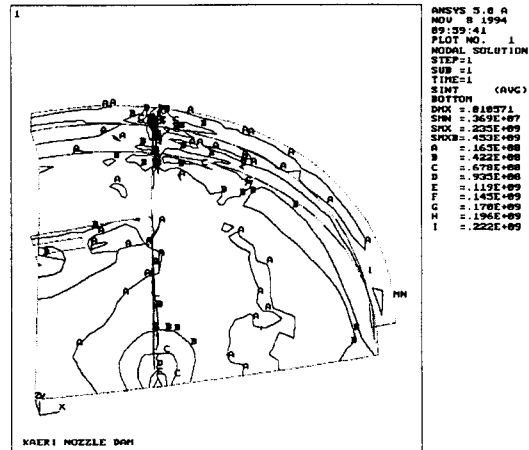 1
ANSYS 5.0 A
NOV 8 1994
09:59:41
PLOT NO. 1
NODAL SOLUTION
STEP=1
SUB =1
TIME=1
SINT (AVG)
BOTTOM
DMX =.010571
SMN =.369E+07
SMX =.235E+09
SMXB=.453E+09
A =.165E+08
B =.422E+08
C =.678E+08
D =.935E+08
E =.119E+09
F =.145E+09
G =.170E+09
H =.196E+09
I =.222E+09
MN
X
KAERI NOZZLE DAM